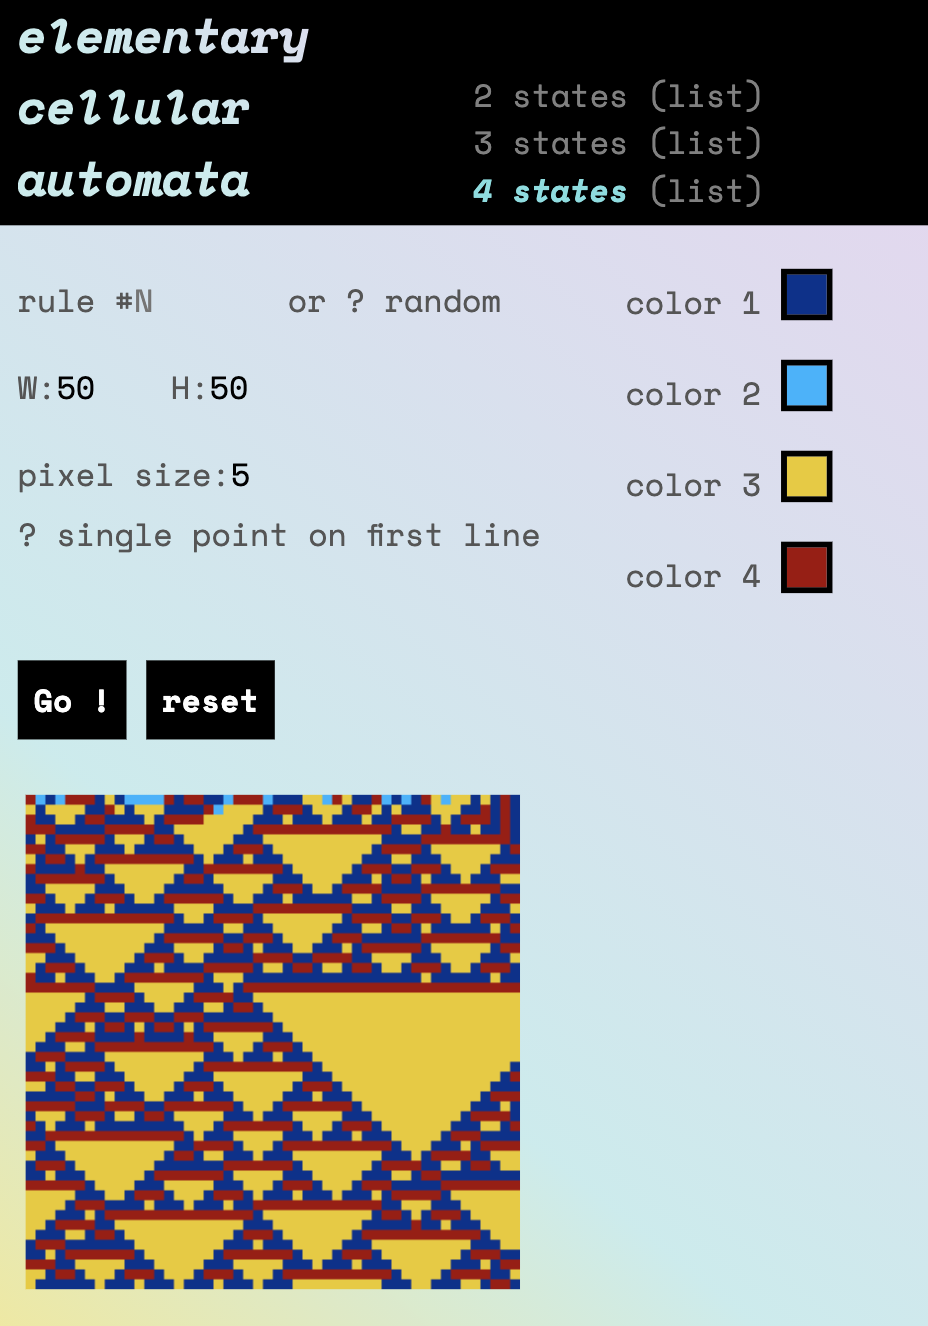 elementary
cellular
automata
2 states (list)
3 states (list)
4 states (list)
rule #N or ? random
W:50 H:50
pixel size:5
? single point on first line
color 1
color 2
color 3
color 4
Go !
reset